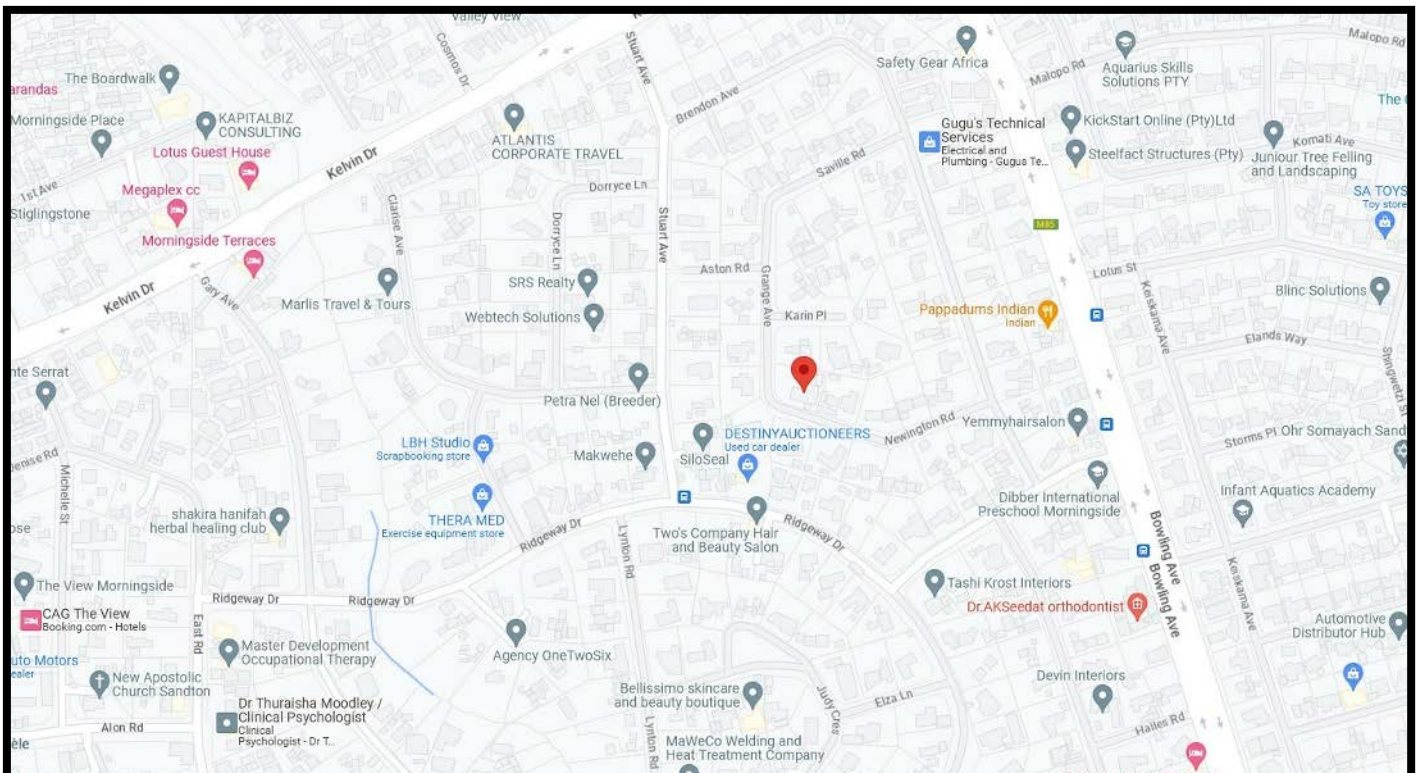 Valley View
Stuart Ave
Cosmos Dr
Safety Gear Africa
Malopo Rd
Malopo Rd
Aquarius Skills
Solutions PTY
The Boardwalk
arandas
Morningside Place
KAPITALBIZ
CONSULTING
Brendon Ave
Gugu's Technical
Services
Electrical and
Plumbing - Gugus Te...
KickStart Online (Pty)Ltd
Komati Ave
ATLANTIS
CORPORATE TRAVEL
Lotus Guest House
Kelvin Dr
Saville Rd
Steelfact Structures (Pty)
Juniour Tree Felling
and Landscaping
1st Ave
Megaplex cc
Dorryce Ln
SA TOYS
Toy store
Stiglingstone
Clarise Ave
Stuart Ave
M85
Morningside Terraces
Dorryce Ln
Aston Rd
Grange Ave
Lotus St
Kelvin Dr
Gary Ave
Marlis Travel & Tours
SRS Realty
Webtech Solutions
Karin Pl
Pappadums Indian
Indian
Keiskama Ave
Blinc Solutions
Elands Way
Shingwetzi St
nte Serrat
Petra Nel (Breeder)
LBH Studio
Scrapbooking store
Makwehe
SiloSeal
DESTINYAUCTIONEERS
Used car dealer
Newington Rd
Yemmyhairsalon
Storms Pl
Ohr Somayach Sand
Denise Rd
Michelle St
shakira hanifah
herbal healing club
THERA MED
Exercise equipment store
Ridgeway Dr
Lynton Rd
Two's Company Hair
and Beauty Salon
Ridgeway Dr
Dibber International
Preschool Morningside
Infant Aquatics Academy
ose
Bowling Ave
Bowling Ave
The View Morningside
CAG The View
Booking.com - Hotels
Ridgeway Dr
Ridgeway Dr
East Rd
Tashi Krost Interiors
Dr.AKSeedat orthodontist
Keiskama Ave
Automotive
Distributor Hub
uto Motors
ealer
Master Development
Occupational Therapy
Agency OneTwoSix
New Apostolic
Church Sandton
Dr Thuraisha Moodley /
Clinical Psychologist
Clinical
Psychologist - Dr T...
Bellissimo skincare
and beauty boutique
Judy Cres
Elza Ln
Devin Interiors
Alon Rd
Lynton Rd
Hailes Rd
èle
MaWeCo Welding and
Heat Treatment Company